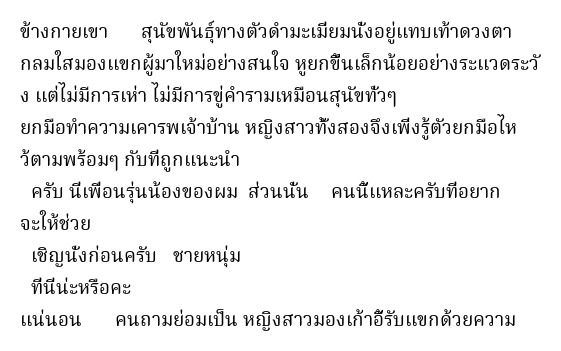 ข้างกายเขา สุนัขพันธุ์ทางตัวดำมะเมียมนั่งอยู่แทบเท้าดวงตา
กลมใสมองแขกผู้มาใหม่อย่างสนใจ หูยกขึ้นเล็กน้อยอย่างระแวดระวั
ง แต่ไม่มีการเห่า ไม่มีการขู่คำรามเหมือนสุนัขทั่วๆ
ยกมือทำความเคารพเจ้าบ้าน หญิงสาวทั้งสองจึงเพิ่งรู้ตัวยกมือไห
ว้ตามพร้อมๆ กับที่ถูกแนะนำ
ครับ นี่เพื่อนรุ่นน้องของผม ส่วนนั่น คนนี้แหละครับที่อยาก
จะให้ช่วย
เชิญนั่งก่อนครับ ชายหนุ่ม
ที่นี่น่ะหรือคะ
แน่นอน คนถามย่อมเป็น หญิงสาวมองเก้าอี้รับแขกด้วยความ